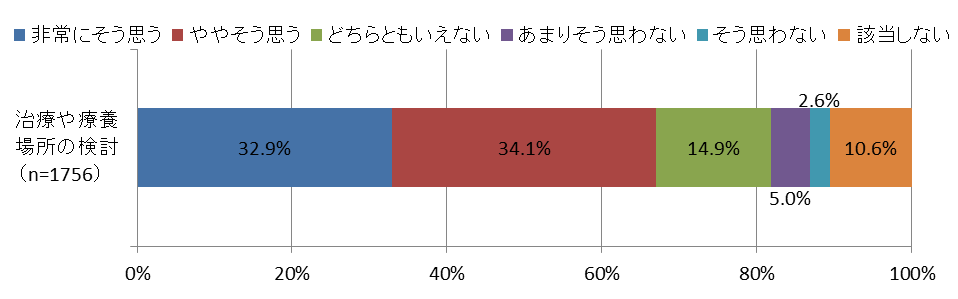 非常にそう思う ややそう思う どちらともいえない あまりそう思わない そう思わない 該当しない
2.6%
治療や療養
場所の検討
（n=1756）
32.9% 34.1% 14.9% 10.6%
5.0%
0% 20% 40% 60% 80% 100%